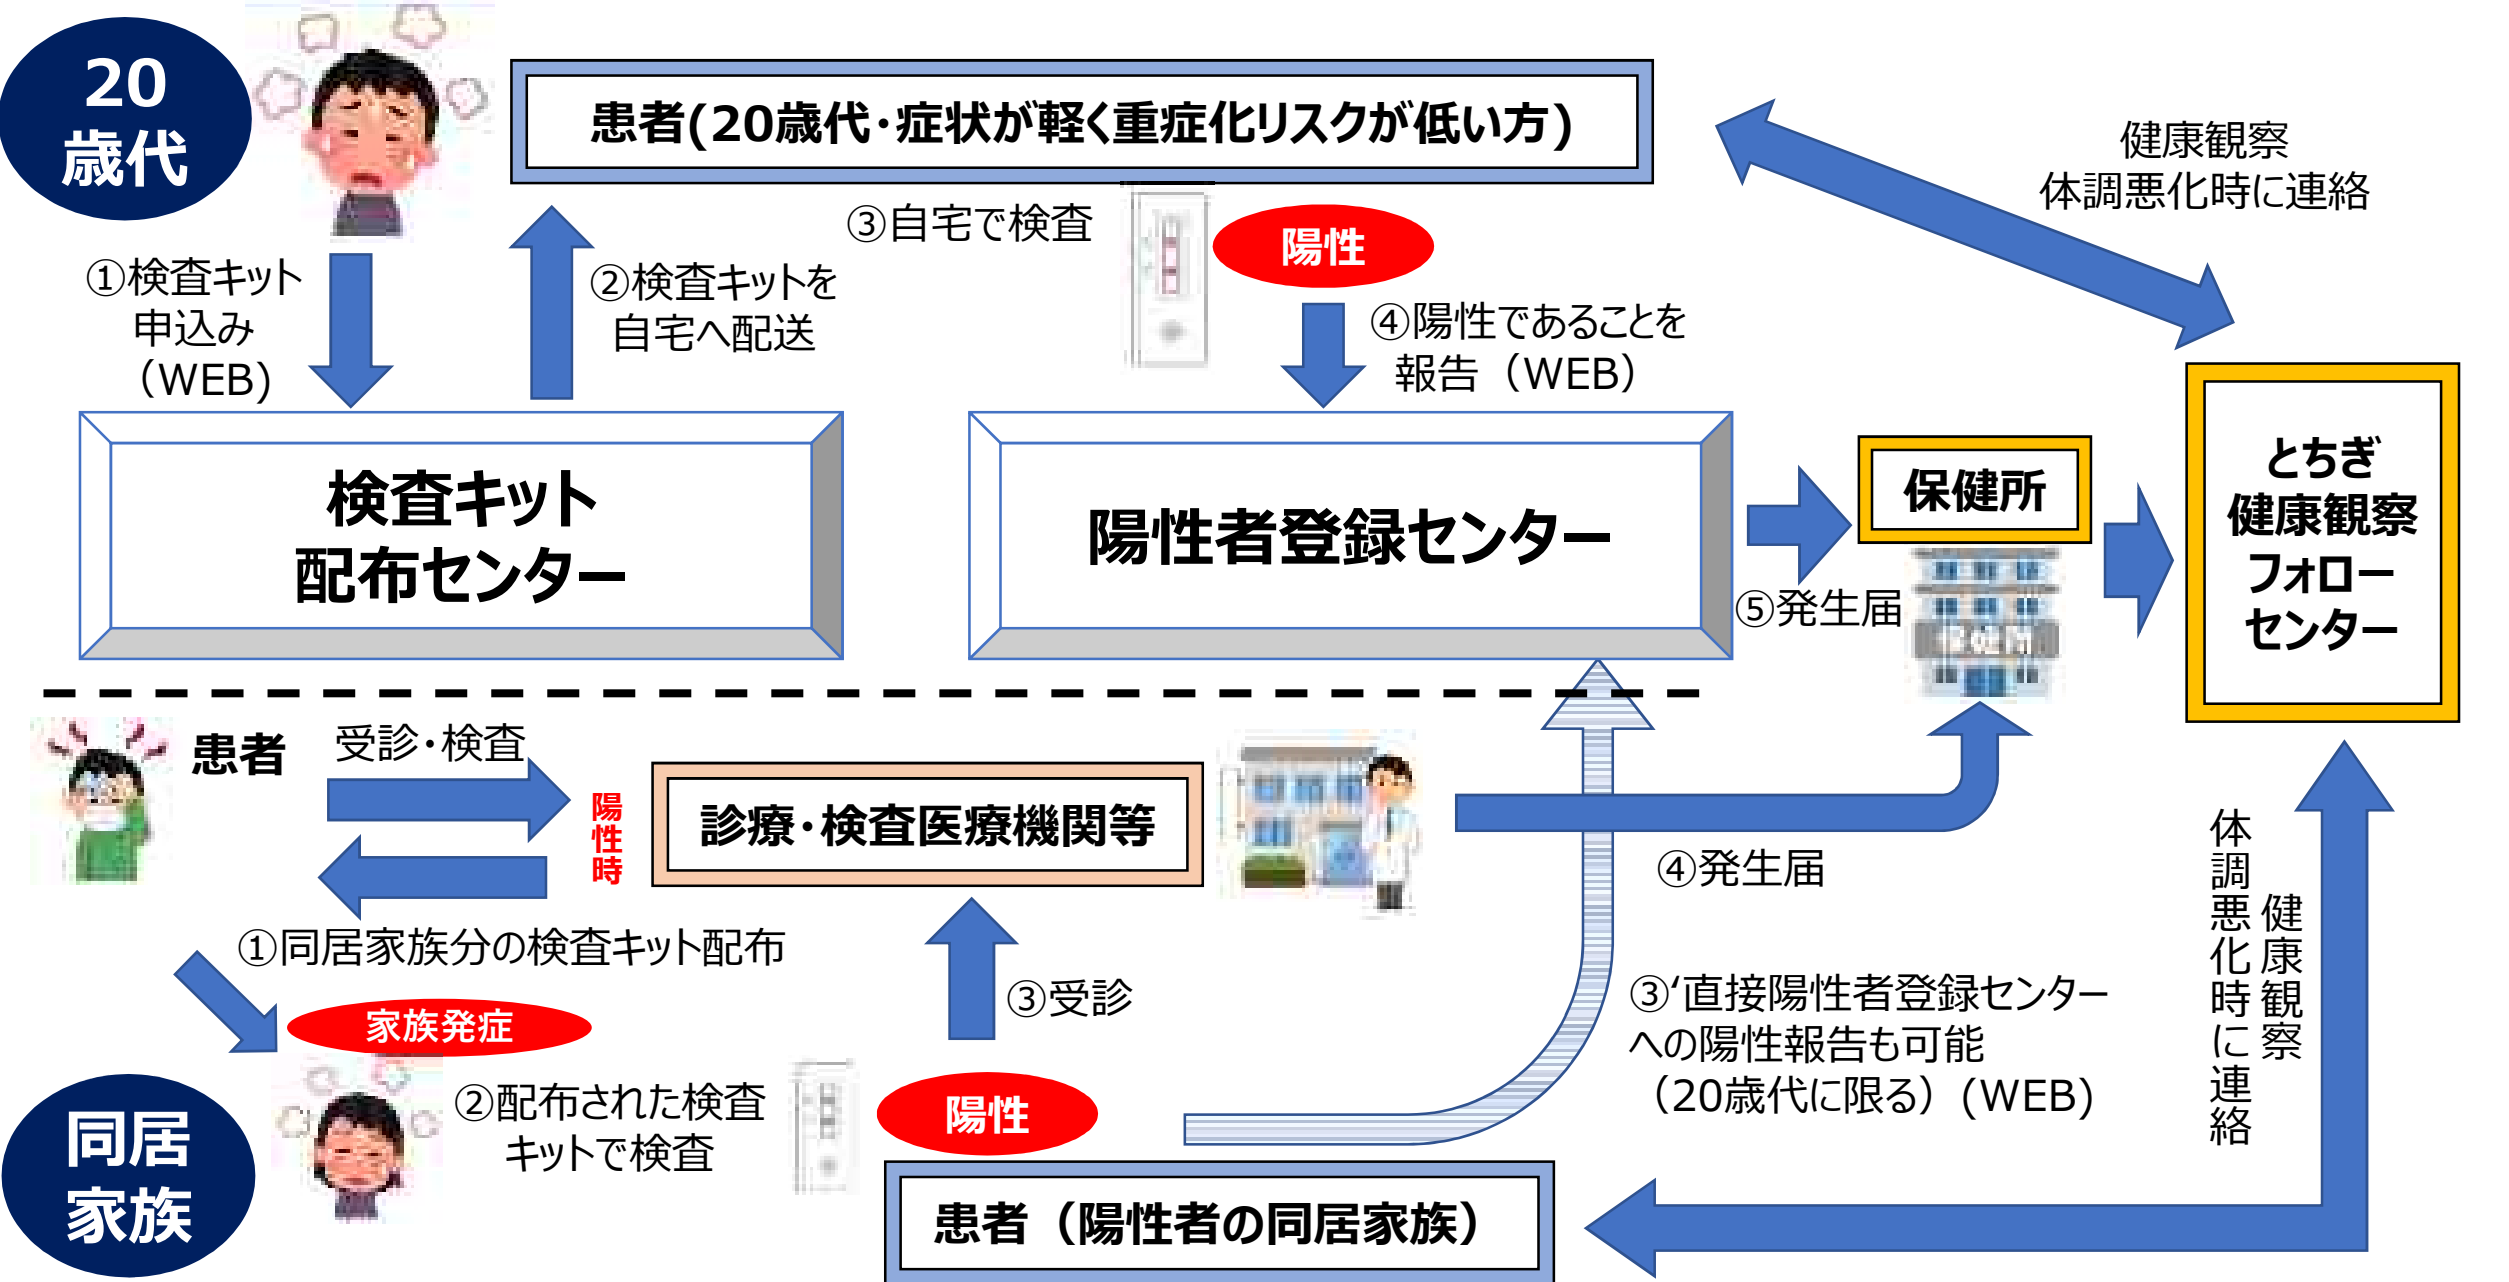 20
歳代
患者(20歳代・症状が軽く重症化リスクが低い方)
健康観察
体調悪化時に連絡
①検査キット
申込み
（WEB)
②検査キットを
自宅へ配送
③自宅で検査
陽性
④陽性であることを
報告（WEB）
検査キット
配布センター
陽性者登録センター
⑤発生届
保健所
保健所
とちぎ
健康観察
フォロー
センター
患者
受診・検査
陽性時
診療・検査医療機関等
①同居家族分の検査キット配布
③受診
④発生届
家族発症
②配布された検査
キットで検査
陽性
③‘直接陽性者登録センター
への陽性報告も可能
（20歳代に限る）(WEB)
健康観察
体調悪化時に連絡
同居
家族
患者（陽性者の同居家族）